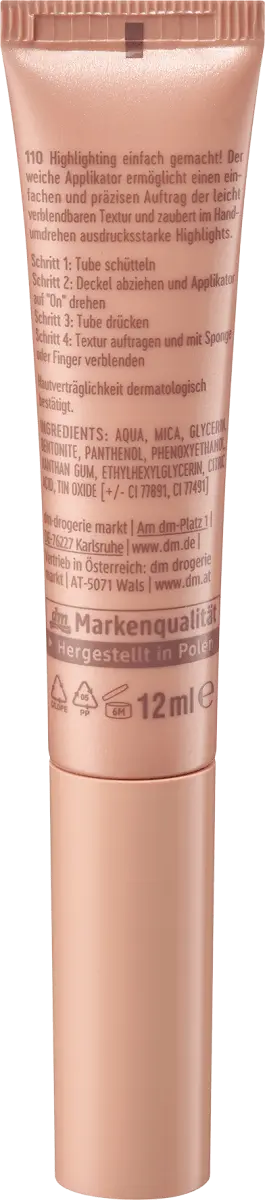 110 Highlighting einfach gemacht! Der
weiche Applikator ermöglicht einen ein-
fachen und präzisen Auftrag der leicht
verblendbaren Textur und zaubert im Hand-
umdrehen ausdrucksstarke Highlights.
Schritt 1: Tube schütteln
Schritt 2: Deckel abziehen und Applikator
auf "On" drehen
Schritt 3: Tube drücken
Schritt 4: Textur auftragen und mit Sponge
oder Finger verblenden
Hautverträglichkeit dermatologisch
bestätigt.
INGREDIENTS: AQUA, MICA, GLYCERIN,
BENTONITE, PANTHENOL, PHENOXYETHANOL,
XANTHAN GUM, ETHYLHEXYLGLYCERIN, CITRIC
ACID, TIN OXIDE [+/- CI 77891, CI 77491]
dm-drogerie markt | Am dm-Platz 1 |
76227 Karlsruhe | www.dm.de |
Vertrieb in Österreich: dm drogerie
markt | AT-5071 Wals | www.dm.at
dm Markenqualität
Hergestellt in Polen
05
PP
6M
12 ml e